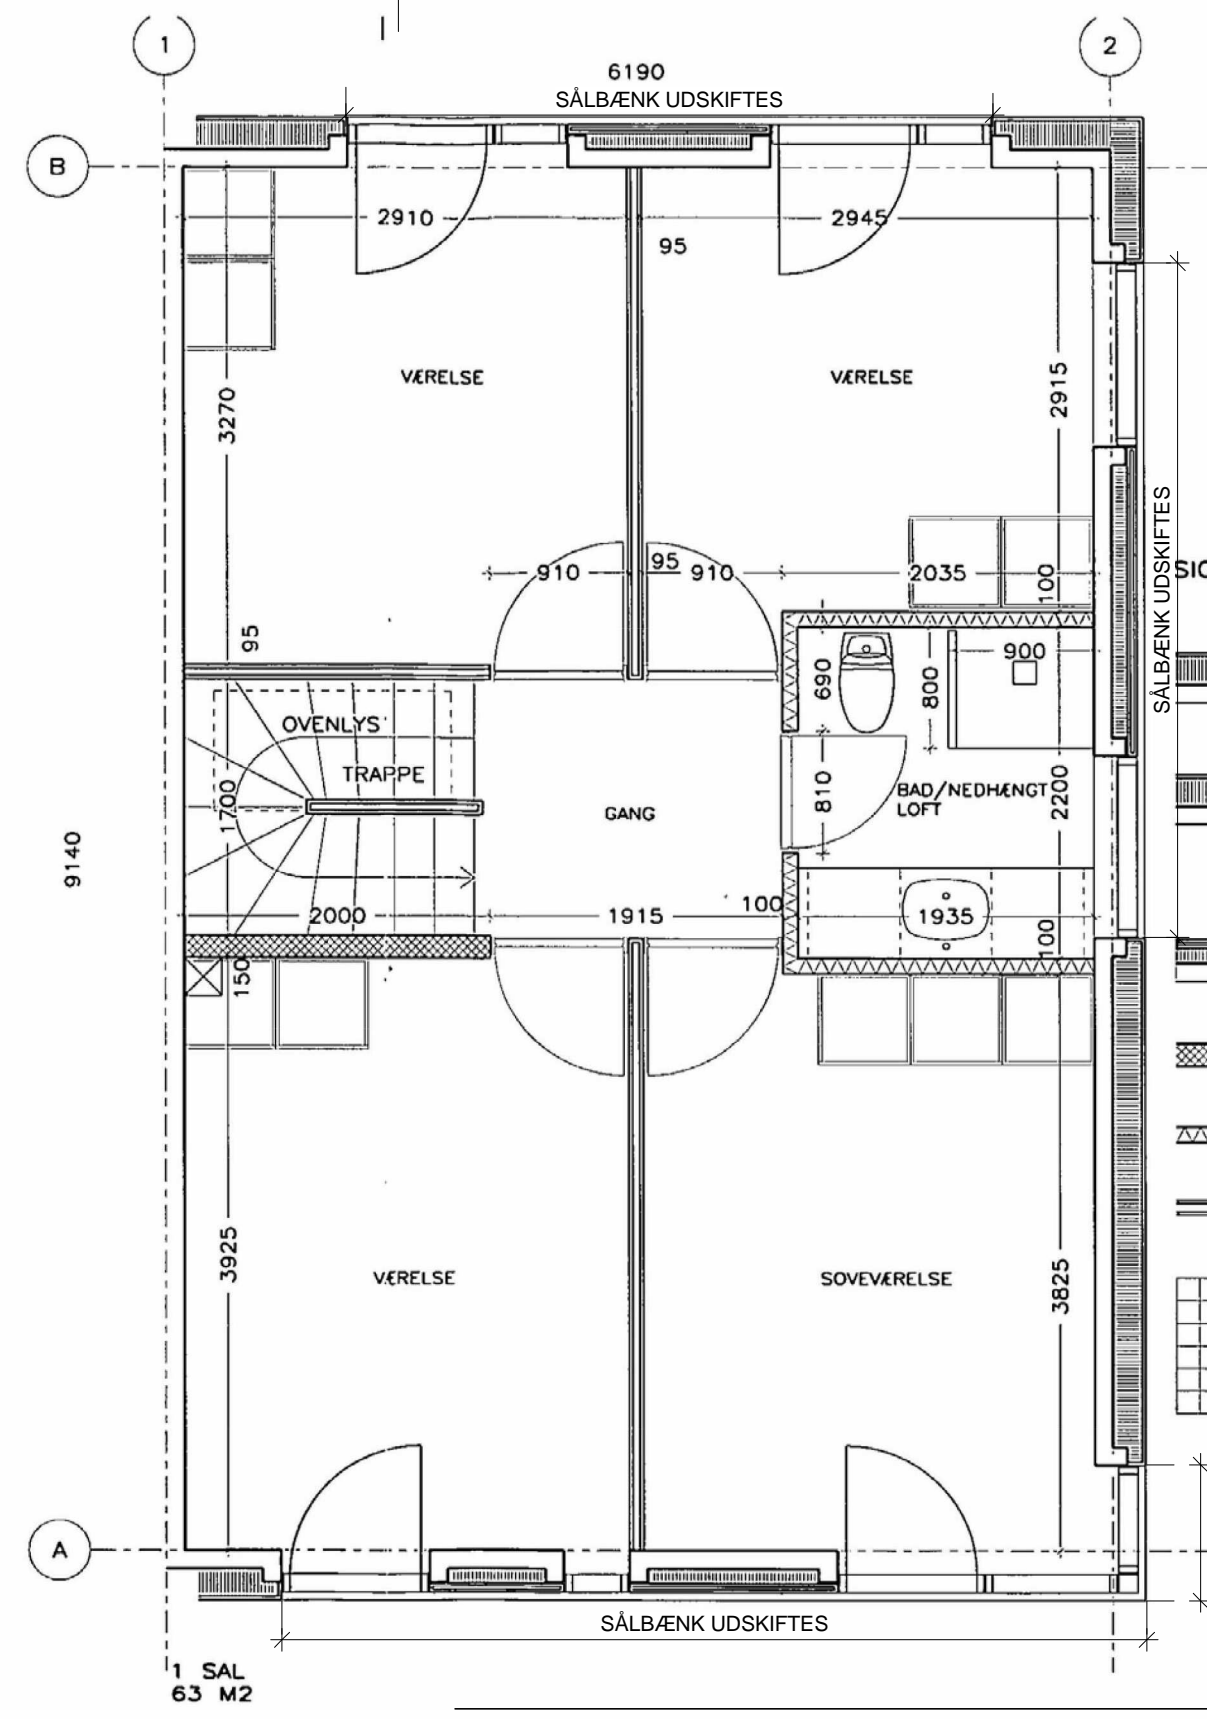 1
2
6190
SÅLBÆNK UDSKIFTES
B
2910
2945
95
VÆRELSE
VÆRELSE
3270
2915
SÅLBÆNK UDSKIFTES
910
95
910
2035
100
95
690
800
900
OVENLYS
TRAPPE
1700
GANG
810
BAD/NEDHÆNGT
LOFT
2200
9140
2000
1915
100
1935
100
150
3925
VÆRELSE
SOVEVÆRELSE
3825
A
SÅLBÆNK UDSKIFTES
1 SAL
63 M2